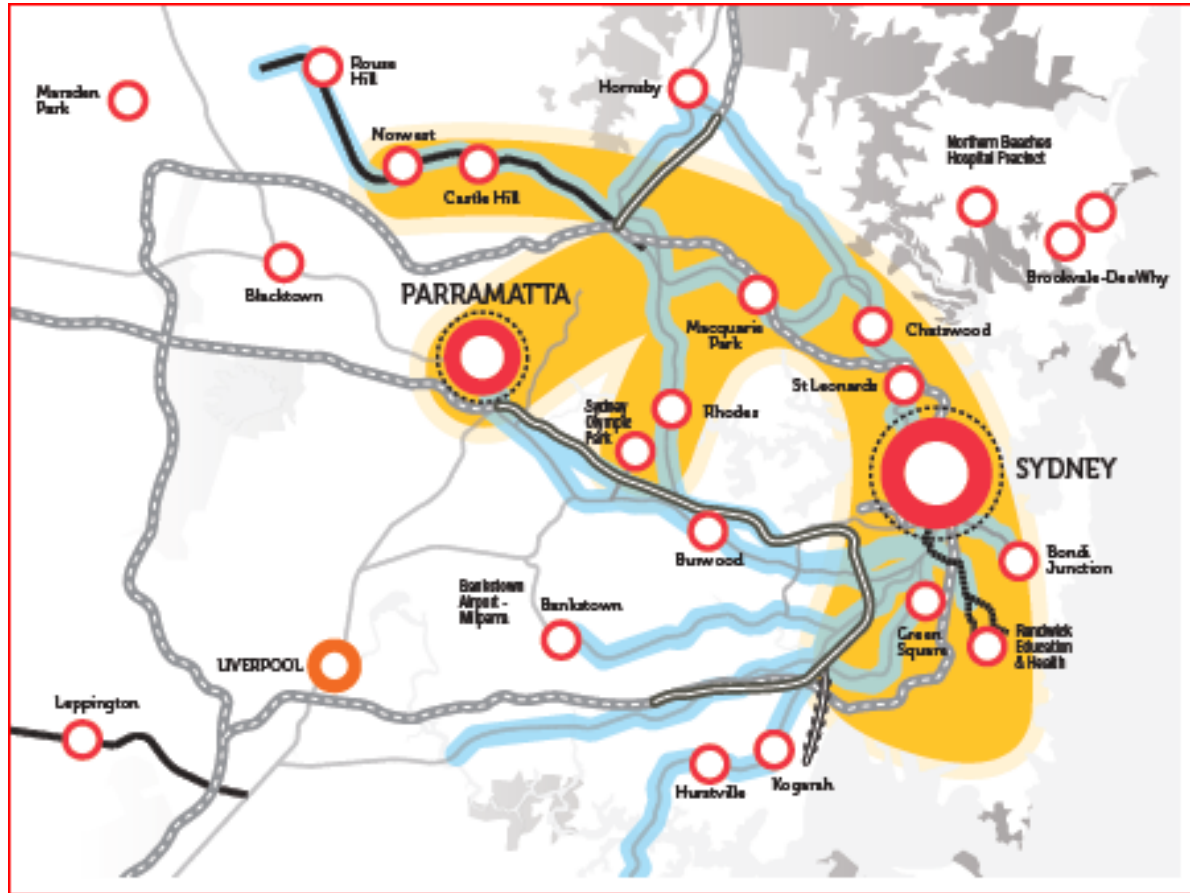 Rouse
Hill
Marsden
Park
Hornsby
Norwest
Northern Beaches
Hospital Precinct
Castle Hill
Brookvale-Dee Why
Blacktown
PARRAMATTA
Macquarie
Park
Chatswood
St Leonards
Sydney
Olympic
Park
Rhodes
SYDNEY
Burwood
Bondi
Junction
Bankstown
Airport -
Milperra
Bankstown
Green
Square
Randwick
Education
& Health
LIVERPOOL
Leppington
Hurstville
Kogarah